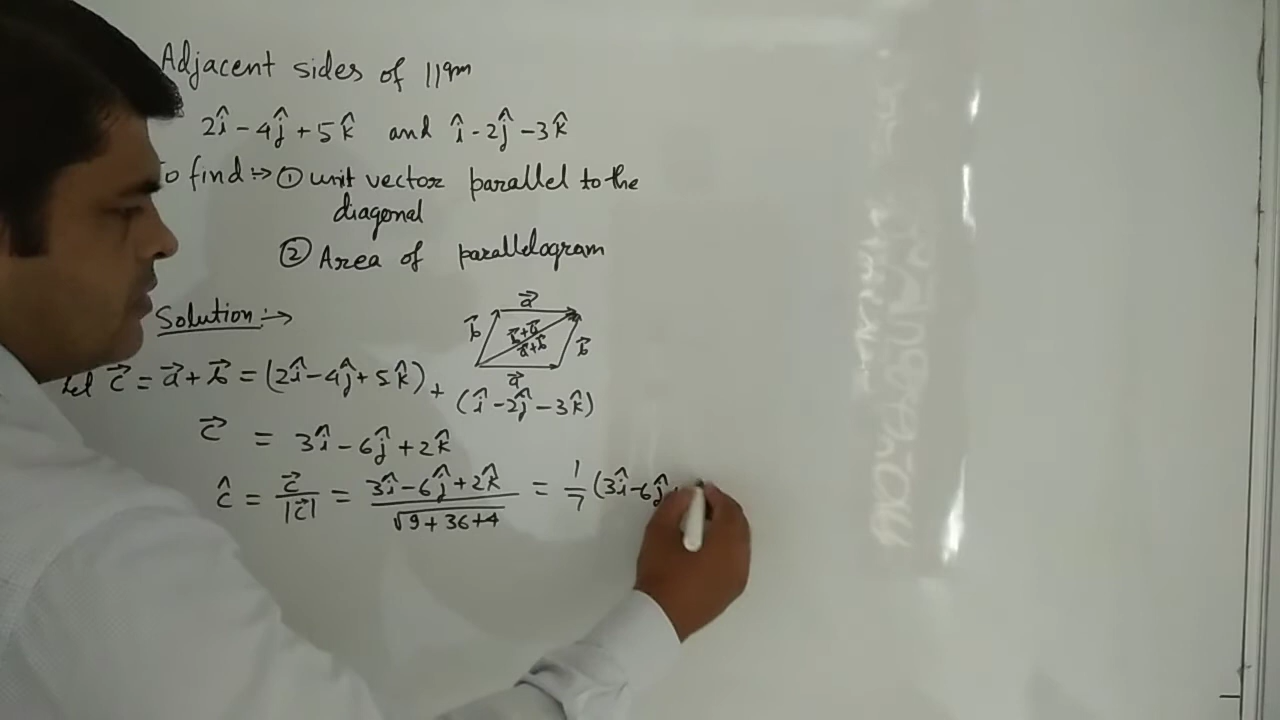 Adjacent sides of ||gm
2î - 4ĵ + 5k̂ and î - 2ĵ - 3k̂
To find :→ ① unit vector parallel to the
diagonal
② Area of parallelogram
Solution :→
a⃗
b⃗ b⃗+a⃗ a⃗+b⃗ b⃗
a⃗
Let c⃗ = a⃗ + b⃗ = (2î - 4ĵ + 5k̂) + (î - 2ĵ - 3k̂)
c⃗ = 3î - 6ĵ + 2k̂
ĉ = c⃗/|c⃗| = (3î - 6ĵ + 2k̂)/√(9 + 36 + 4) = 1/7 (3î - 6ĵ +